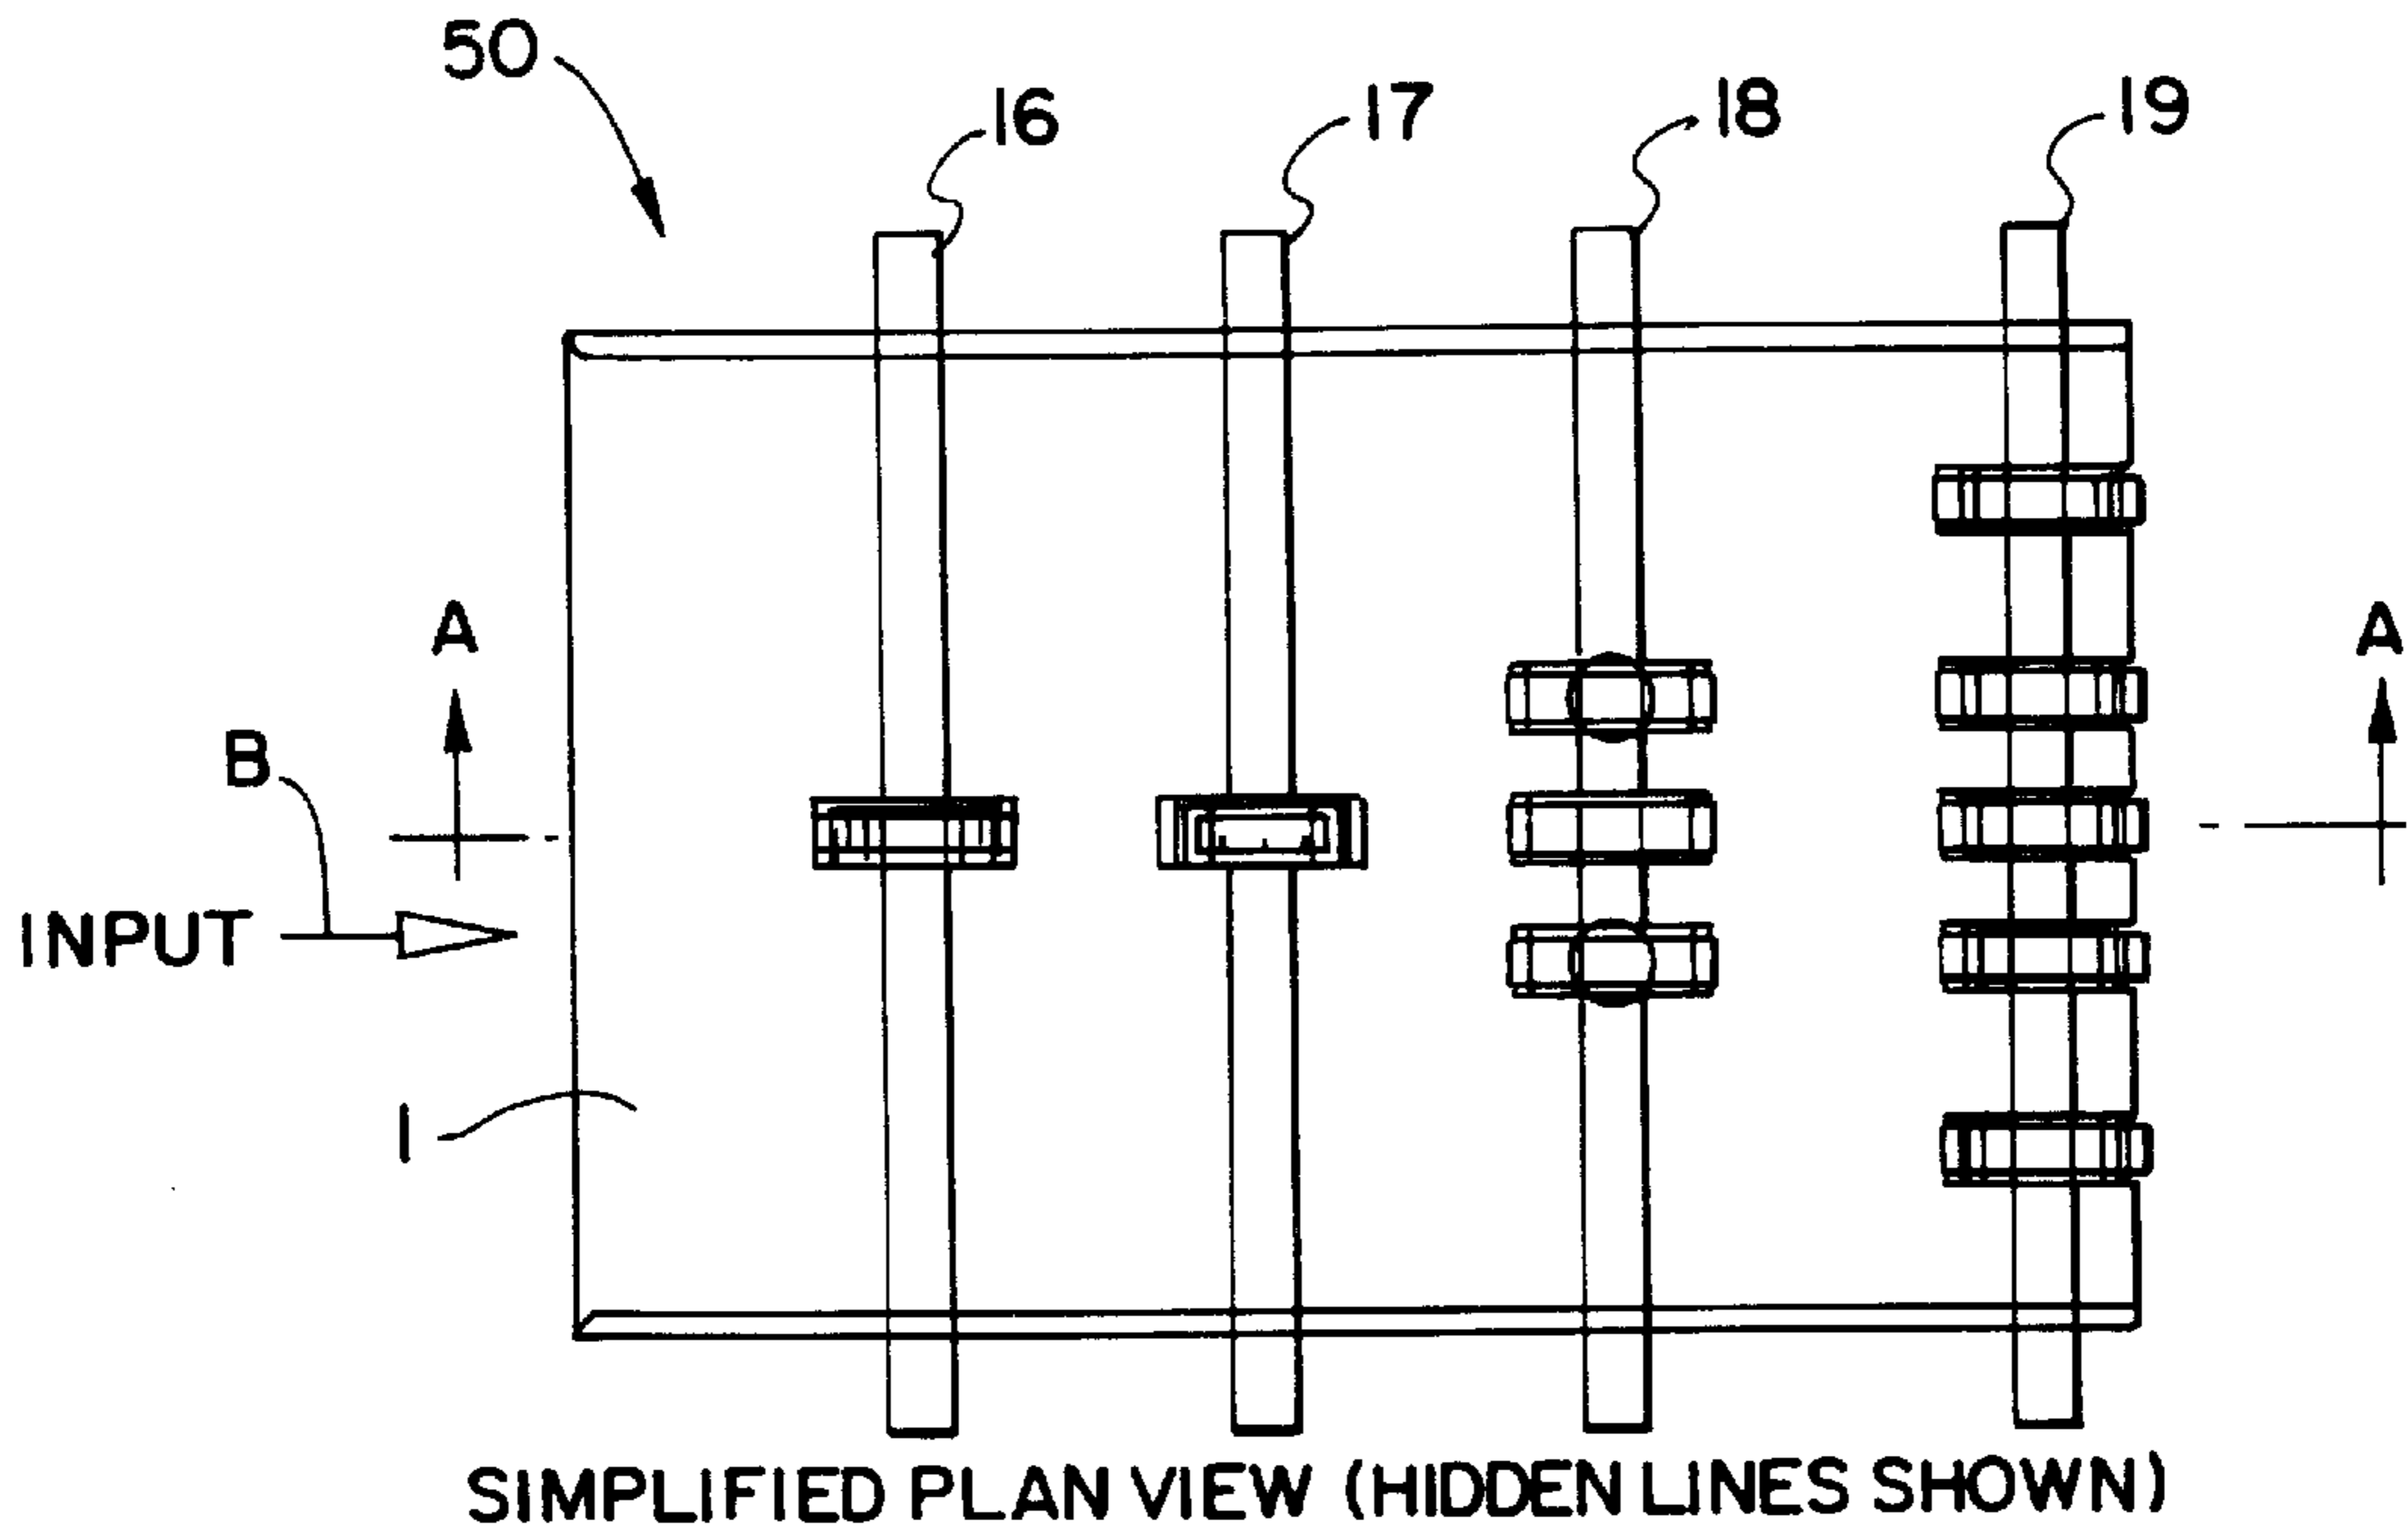 50
16
17
18
19
A
A
B
INPUT
1
SIMPLIFIED PLAN VIEW (HIDDEN LINES SHOWN)